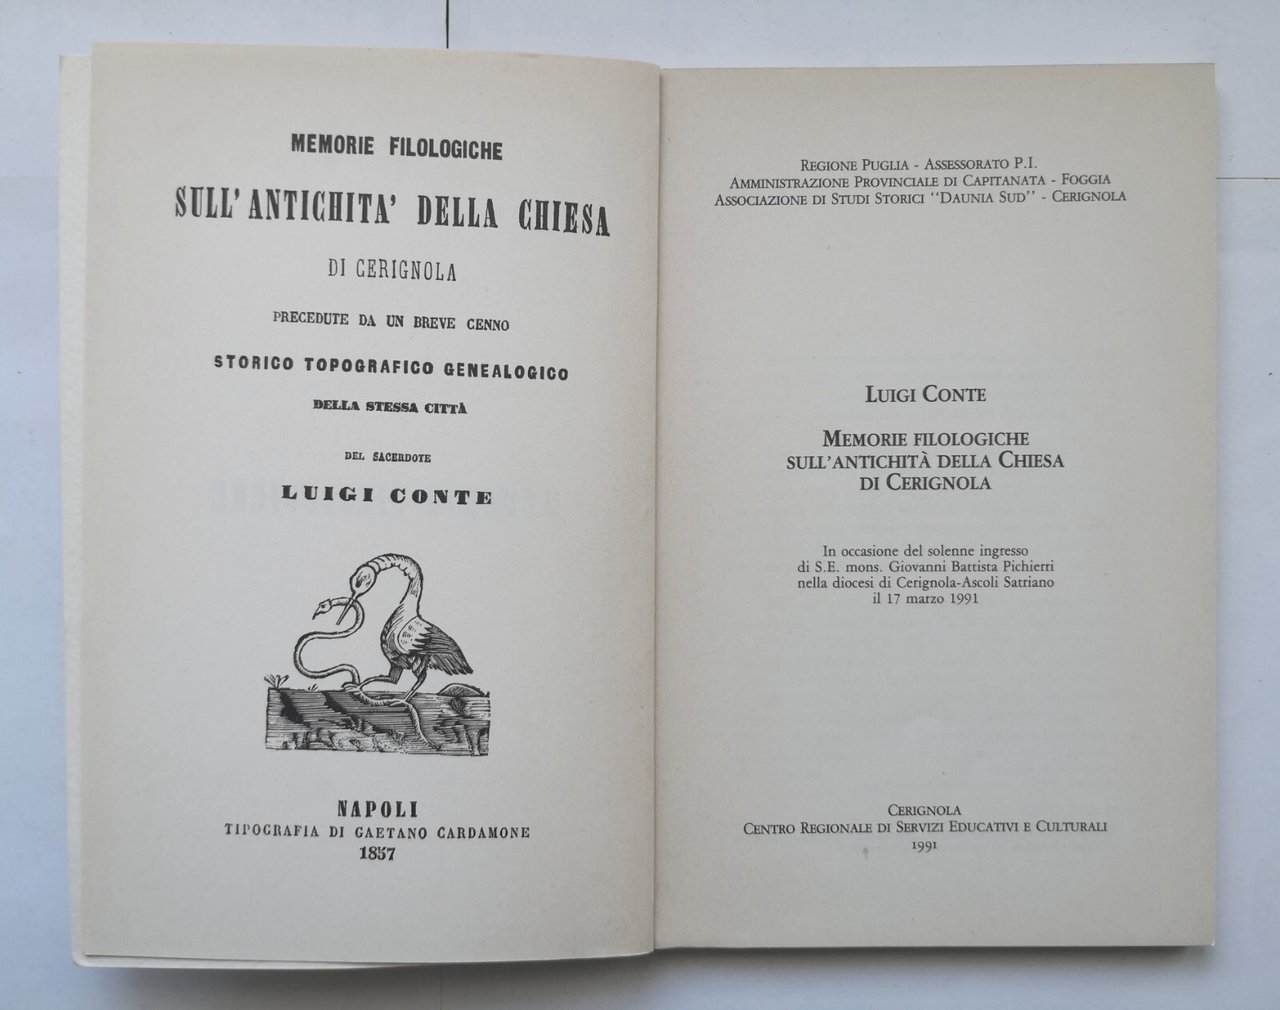 MEMORIE FILOLOGICHE
SULL'ANTICHITA' DELLA CHIESA
DI CERIGNOLA
PRECEDUTE DA UN BREVE CENNO
STORICO TOPOGRAFICO GENEALOGICO
DELLA STESSA CITTÀ
DEL SACERDOTE
LUIGI CONTE
NAPOLI
TIPOGRAFIA DI GAETANO CARDAMONE
1857
REGIONE PUGLIA - ASSESSORATO P.I.
AMMINISTRAZIONE PROVINCIALE DI CAPITANATA - FOGGIA
ASSOCIAZIONE DI STUDI STORICI "DAUNIA SUD" - CERIGNOLA
LUIGI CONTE
MEMORIE FILOLOGICHE
SULL'ANTICHITÀ DELLA CHIESA
DI CERIGNOLA
In occasione del solenne ingresso
di S.E. mons. Giovanni Battista Pichierri
nella diocesi di Cerignola-Ascoli Satriano
il 17 marzo 1991
CERIGNOLA
CENTRO REGIONALE DI SERVIZI EDUCATIVI E CULTURALI
1991